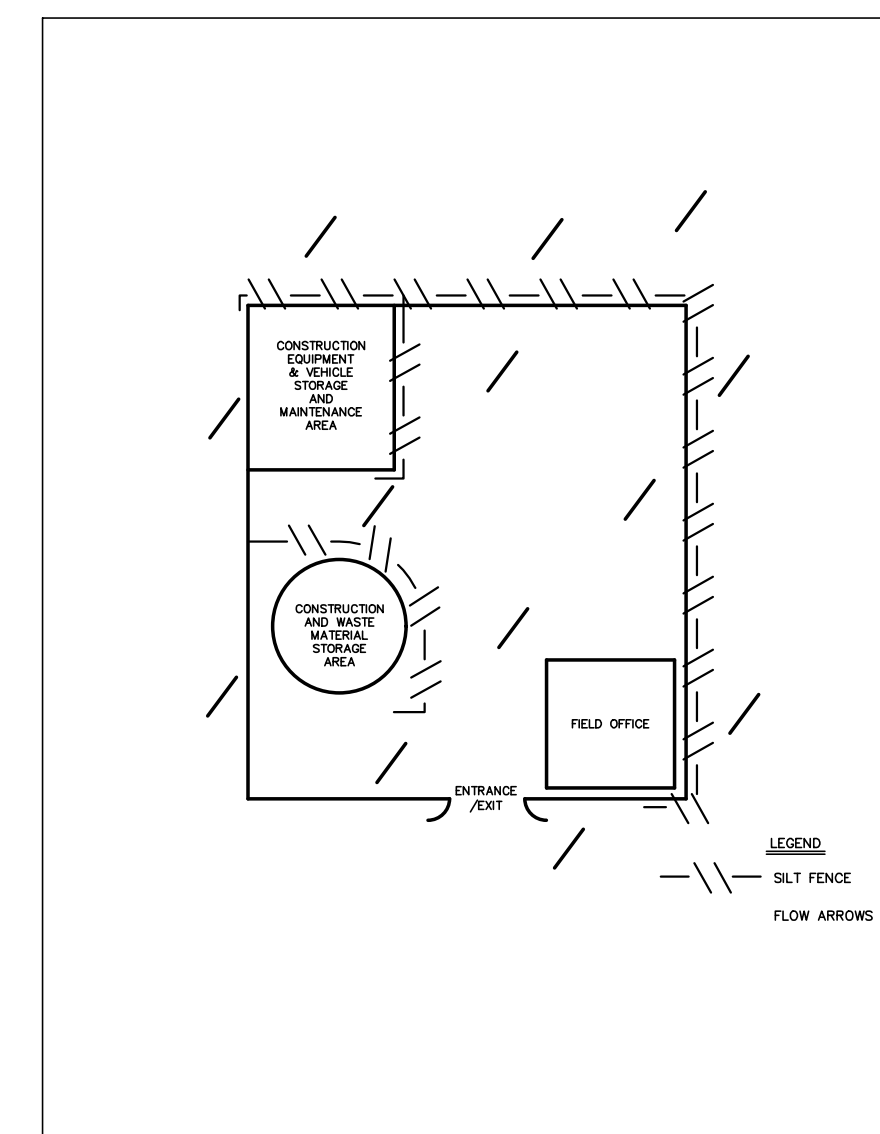 CONSTRUCTION
EQUIPMENT
& VEHICLE
STORAGE
AND
MAINTENANCE
AREA
CONSTRUCTION
AND WASTE
MATERIAL
STORAGE
AREA
FIELD OFFICE
ENTRANCE
/EXIT
LEGEND
SILT FENCE
FLOW ARROWS